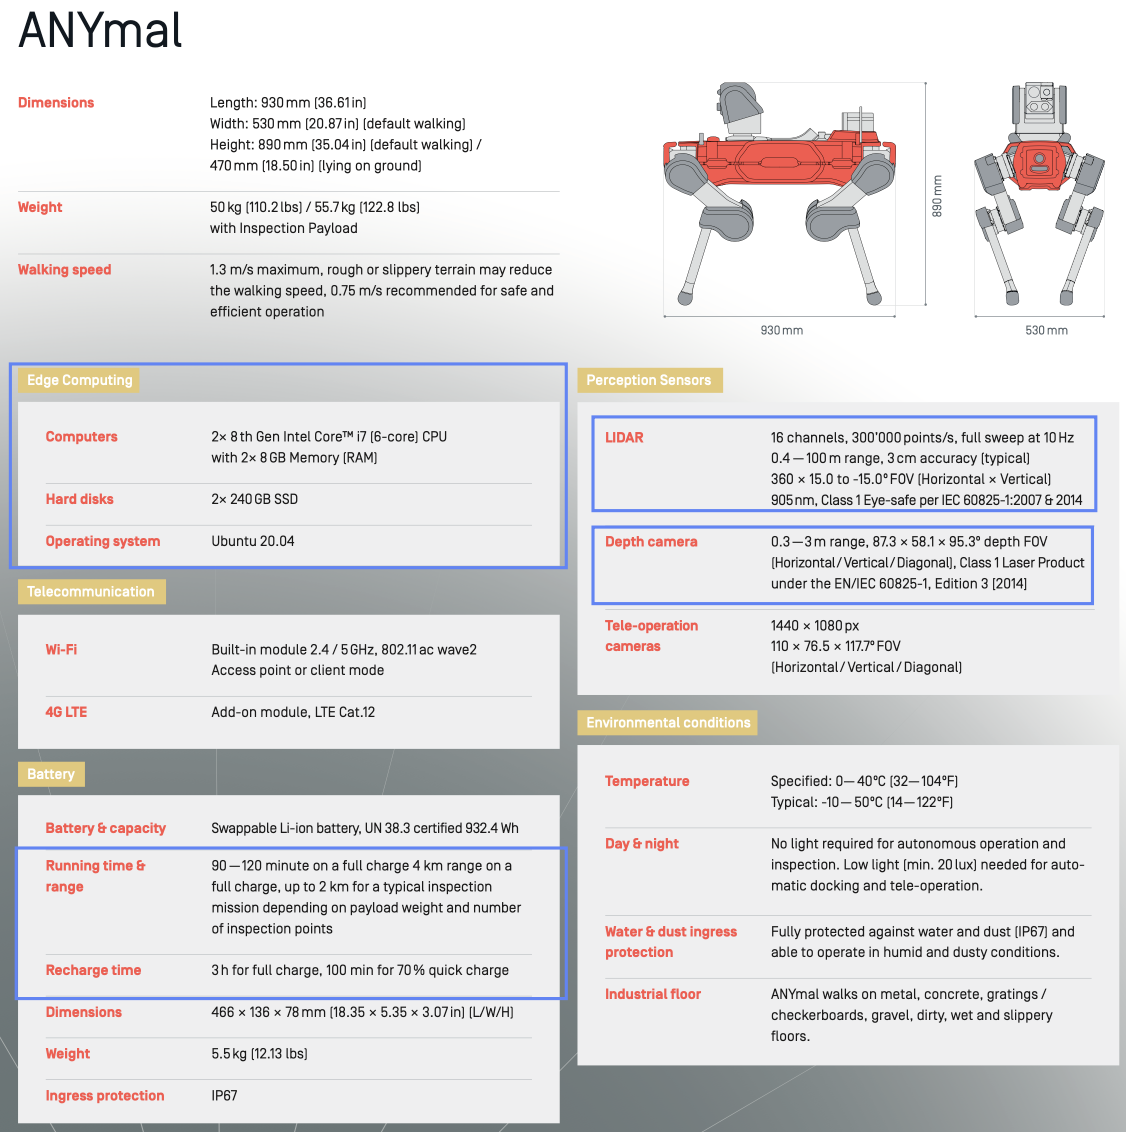 ANYmal
Dimensions
Length: 930 mm (36.61 in)
Width: 530 mm (20.87 in) (default walking)
Height: 890 mm (35.04 in) (default walking) /
470 mm (18.50 in) (lying on ground)
Weight
50 kg (110.2 lbs) / 55.7 kg (122.8 lbs)
with Inspection Payload
Walking speed
1.3 m/s maximum, rough or slippery terrain may reduce
the walking speed, 0.75 m/s recommended for safe and
efficient operation
890 mm
930 mm
530 mm
Edge Computing
Computers
2× 8th Gen Intel Core™ i7 (6-core) CPU
with 2× 8 GB Memory (RAM)
Hard disks
2× 240 GB SSD
Operating system
Ubuntu 20.04
Telecommunication
Wi-Fi
Built-in module 2.4 / 5 GHz, 802.11 ac wave2
Access point or client mode
4G LTE
Add-on module, LTE Cat.12
Battery
Battery & capacity
Swappable Li-ion battery, UN 38.3 certified 932.4 Wh
Running time &
range
90 — 120 minute on a full charge 4 km range on a
full charge, up to 2 km for a typical inspection
mission depending on payload weight and number
of inspection points
Recharge time
3 h for full charge, 100 min for 70 % quick charge
Dimensions
466 × 136 × 78 mm (18.35 × 5.35 × 3.07 in) (L/W/H)
Weight
5.5 kg (12.13 lbs)
Ingress protection
IP67
Perception Sensors
LIDAR
16 channels, 300'000 points/s, full sweep at 10 Hz
0.4 — 100 m range, 3 cm accuracy (typical)
360 × 15.0 to -15.0° FOV (Horizontal × Vertical)
905 nm, Class 1 Eye-safe per IEC 60825-1:2007 & 2014
Depth camera
0.3 — 3 m range, 87.3 × 58.1 × 95.3° depth FOV
(Horizontal / Vertical / Diagonal), Class 1 Laser Product
under the EN/IEC 60825-1, Edition 3 (2014)
Tele-operation
cameras
1440 × 1080 px
110 × 76.5 × 117.7° FOV
(Horizontal / Vertical / Diagonal)
Environmental conditions
Temperature
Specified: 0— 40°C (32—104°F)
Typical: -10 — 50°C (14—122°F)
Day & night
No light required for autonomous operation and
inspection. Low light (min. 20 lux) needed for auto-
matic docking and tele-operation.
Water & dust ingress
protection
Fully protected against water and dust (IP67) and
able to operate in humid and dusty conditions.
Industrial floor
ANYmal walks on metal, concrete, gratings /
checkerboards, gravel, dirty, wet and slippery
floors.